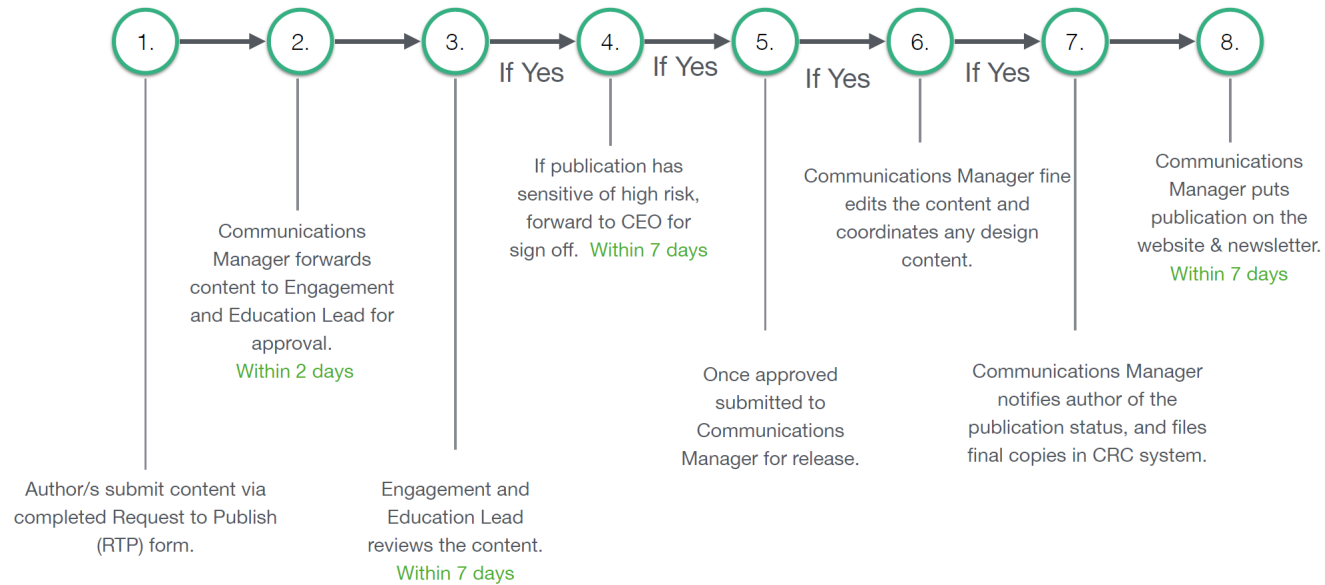 1.
2.
3.
4.
5.
6.
7.
8.
If Yes
If Yes
If Yes
If Yes
Author/s submit content via
completed Request to Publish
(RTP) form.
Communications
Manager forwards
content to Engagement
and Education Lead for
approval.
Within 2 days
Engagement and
Education Lead
reviews the content.
Within 7 days
If publication has
sensitive of high risk,
forward to CEO for
sign off. Within 7 days
Once approved
submitted to
Communications
Manager for release.
Communications Manager fine
edits the content and
coordinates any design
content.
Communications Manager
notifies author of the
publication status, and files
final copies in CRC system.
Communications
Manager puts
publication on the
website & newsletter.
Within 7 days